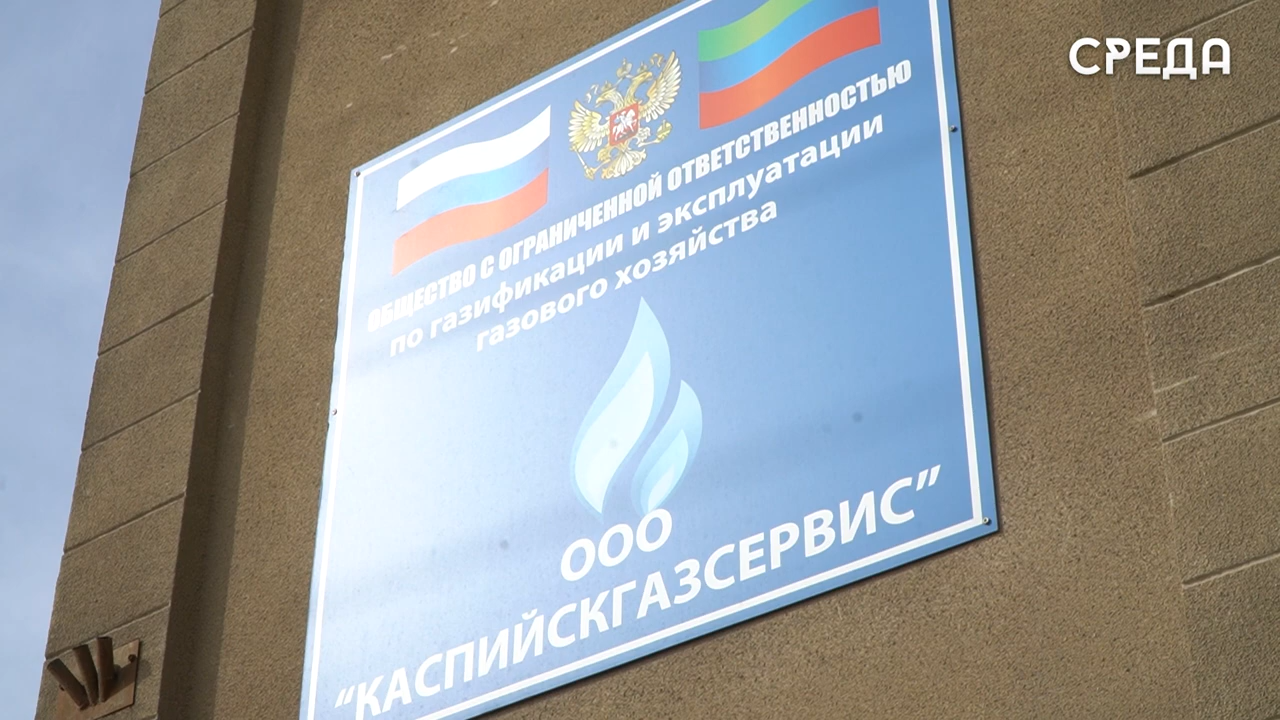 СРЕДА
ОБЩЕСТВО С ОГРАНИЧЕННОЙ ОТВЕТСТВЕННОСТЬЮ
по газификации и эксплуатации
газового хозяйства
ООО
“КАСПИЙСКГАЗСЕРВИС”